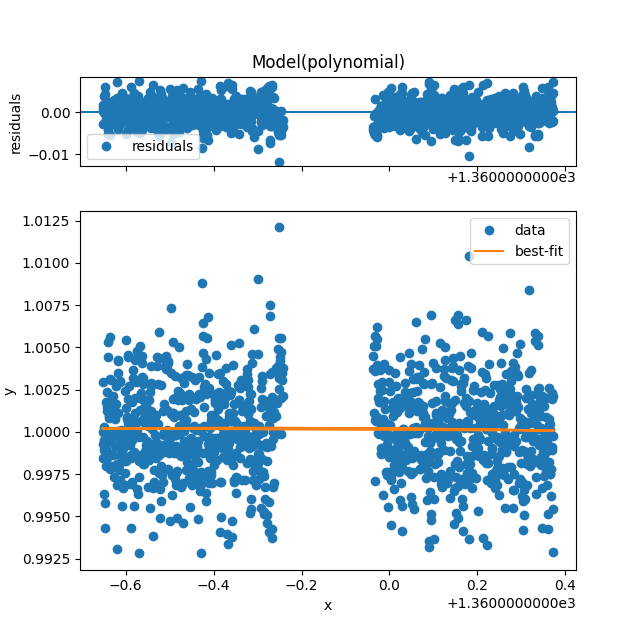 Model(polynomial)
residuals
0.00
−0.01
residuals
+1.3600000000e3
y
1.0125
1.0100
1.0075
1.0050
1.0025
1.0000
0.9975
0.9950
0.9925
data
best-fit
−0.6
−0.4
−0.2
0.0
0.2
0.4
x
+1.3600000000e3